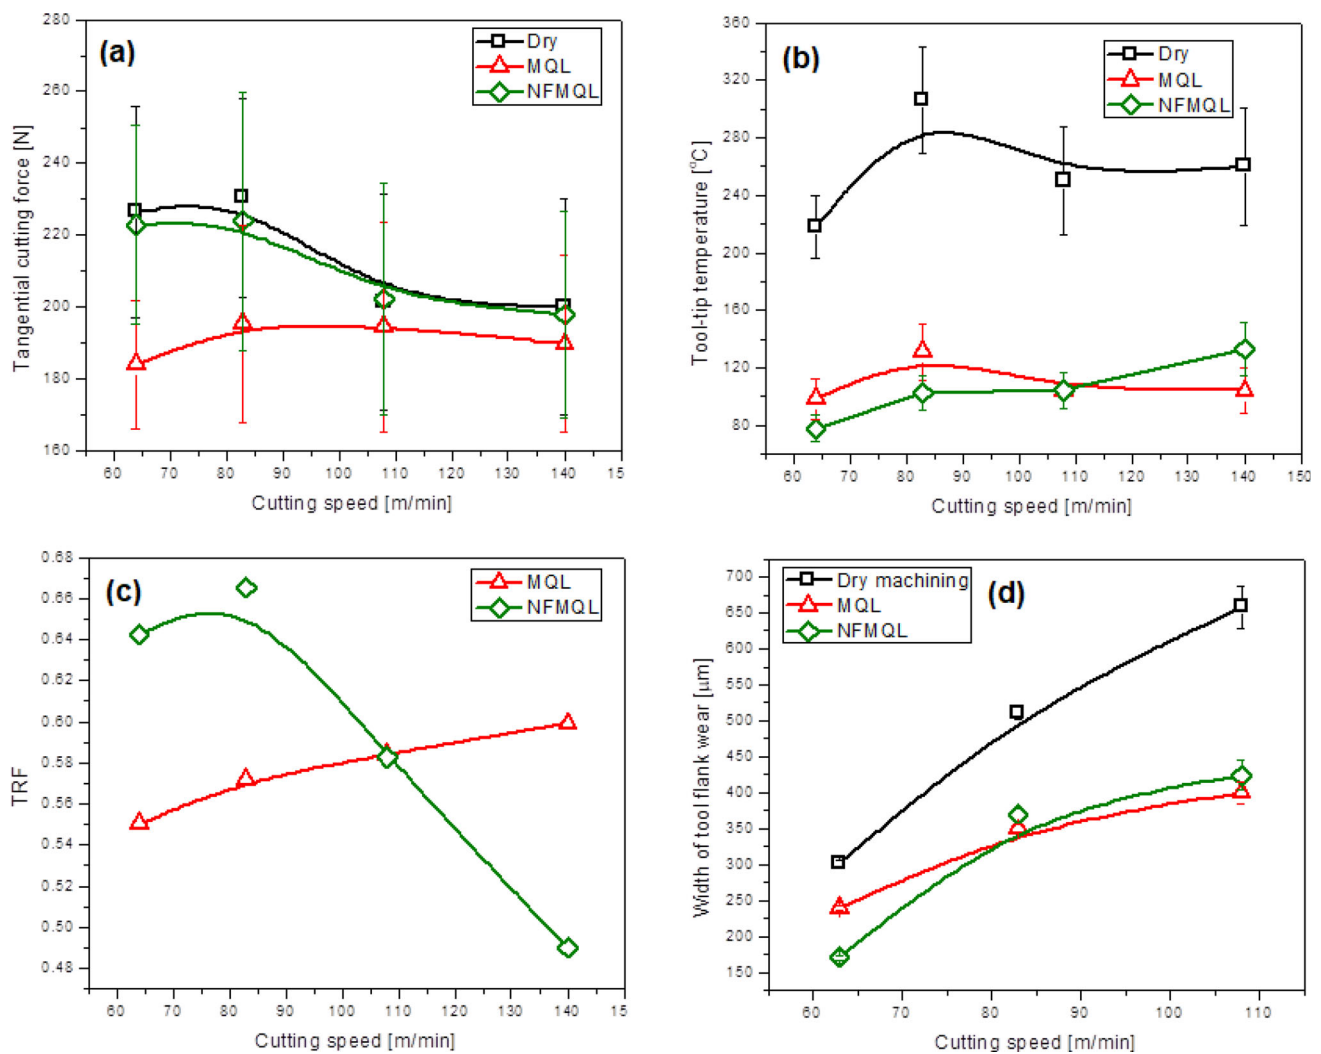 (a)
Dry
MQL
NFMQL
280
260
240
220
200
180
160
Tangential cutting force [N]
60 70 80 90 100 110 120 130 140 15
Cutting speed [m/min]
(b)
Dry
MQL
NFMQL
360
320
280
240
200
160
120
80
Tool-tip temperature [°C]
60 70 80 90 100 110 120 130 140 150
Cutting speed [m/min]
(c)
MQL
NFMQL
0.68
0.66
0.64
0.62
0.60
0.58
0.56
0.54
0.52
0.50
0.48
TRF
60 70 80 90 100 110 120 130 140 15
Cutting speed [m/min]
(d)
Dry machining
MQL
NFMQL
700
650
600
550
500
450
400
350
300
250
200
150
Width of tool flank wear [μm]
60 70 80 90 100 110
Cutting speed [m/min]